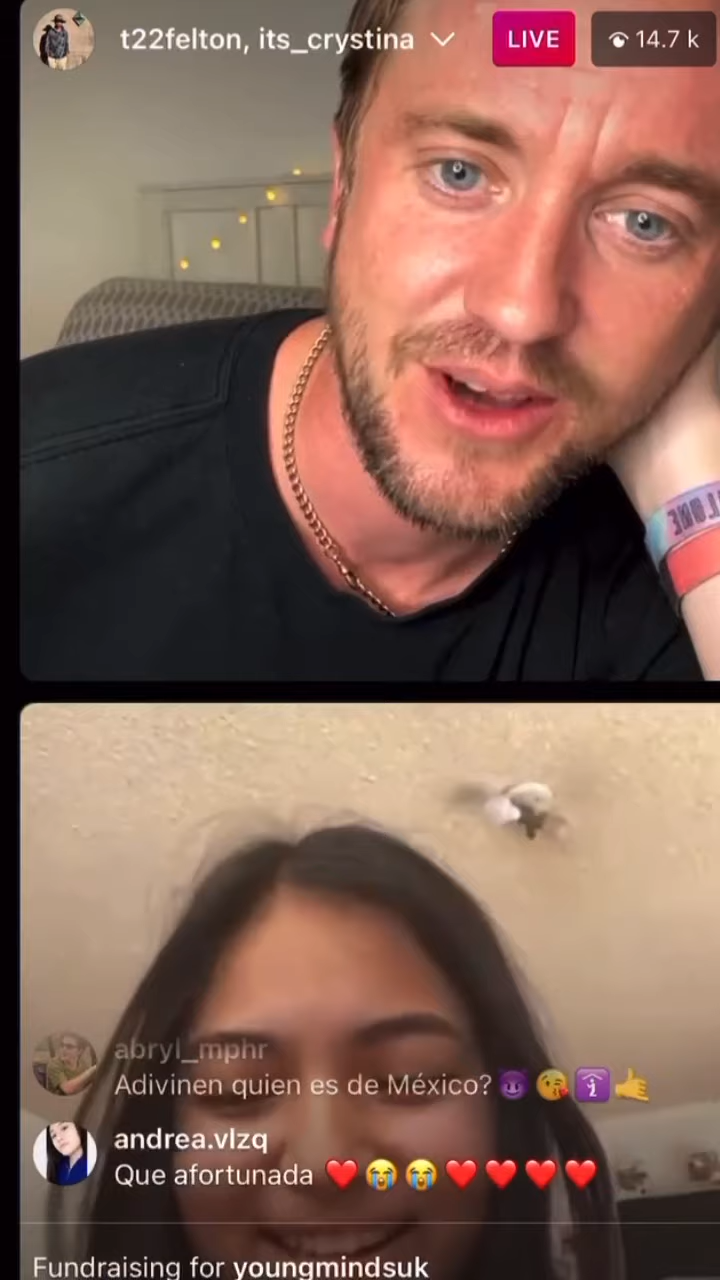 t22felton, its_crystina
LIVE
14.7 k
abryl_mphr
Adivinen quien es de México?😈😘🛐🤙
andrea.vlzq
Que afortunada ❤️😭😭❤️❤️❤️❤️
Fundraising for youngmindsuk